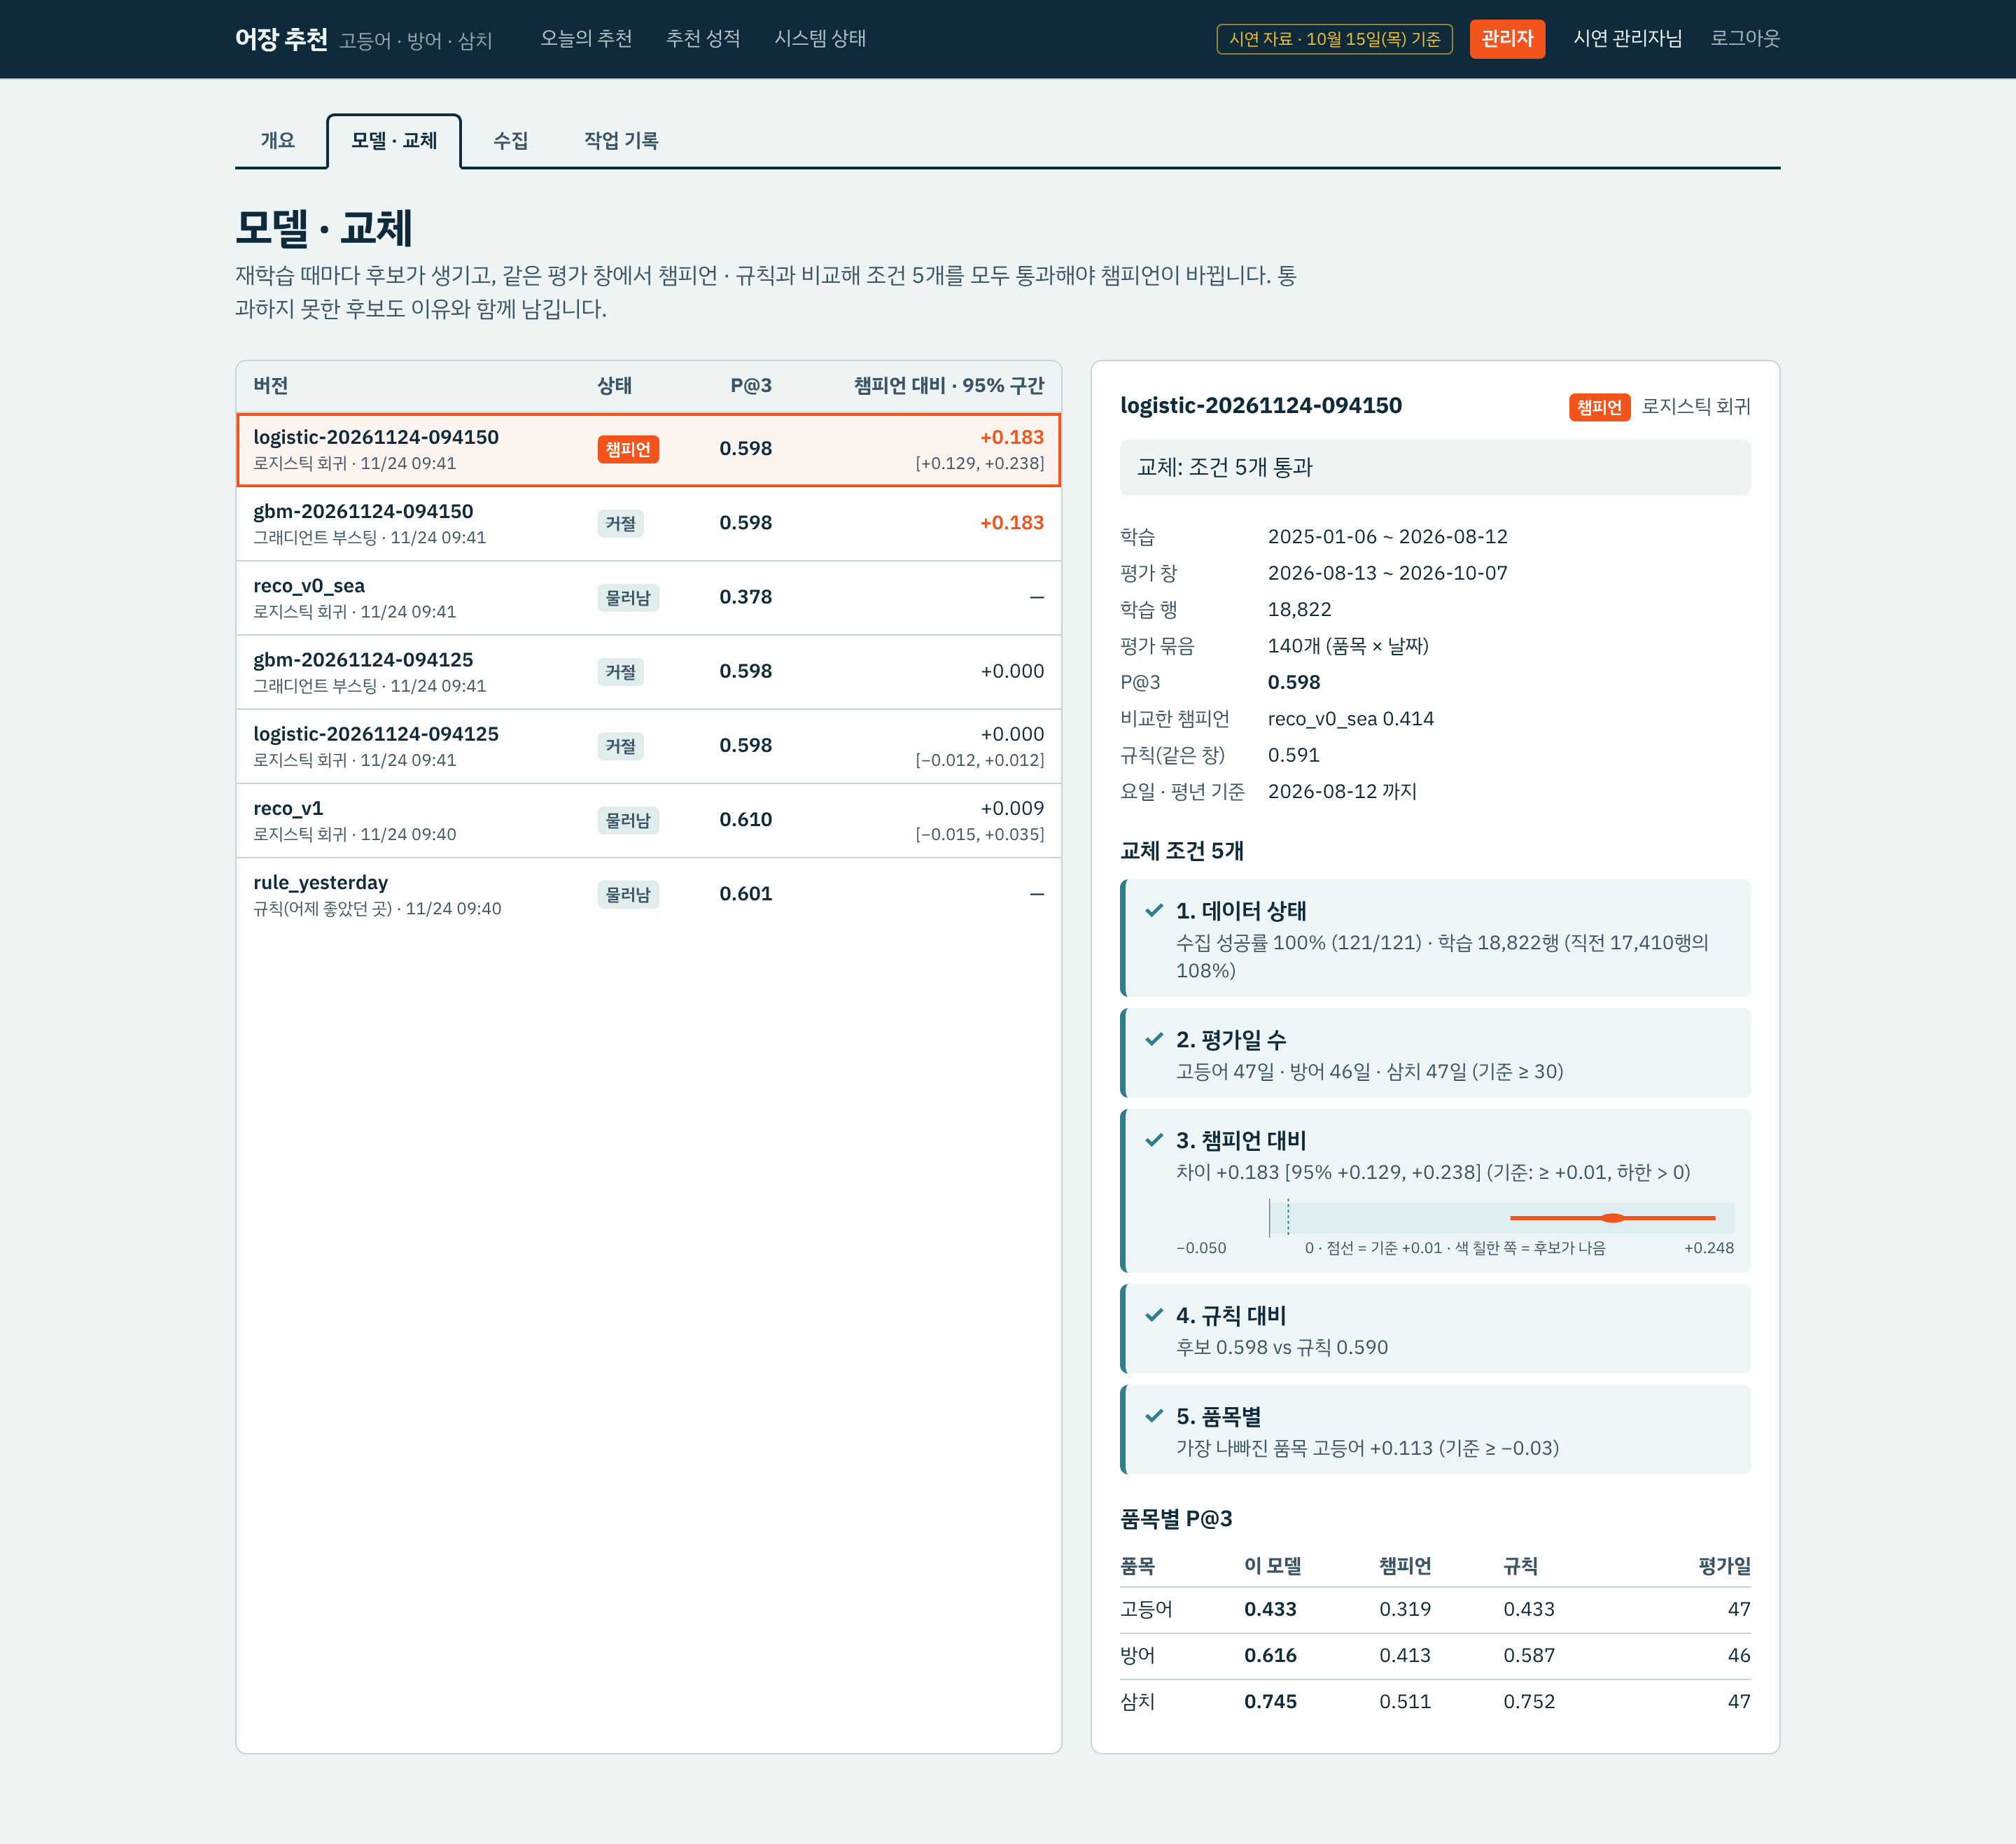 어장 추천 고등어 · 방어 · 삼치 오늘의 추천 추천 성적 시스템 상태 시연 자료 · 10월 15일(목) 기준 관리자 시연 관리자님 로그아웃
개요 모델 · 교체 수집 작업 기록
모델 · 교체
재학습 때마다 후보가 생기고, 같은 평가 창에서 챔피언 · 규칙과 비교해 조건 5개를 모두 통과해야 챔피언이 바뀝니다. 통
과하지 못한 후보도 이유와 함께 남깁니다.
버전 상태 P@3 챔피언 대비 · 95% 구간
logistic-20261124-094150 챔피언 0.598 +0.183
로지스틱 회귀 · 11/24 09:41 [+0.129, +0.238]
gbm-20261124-094150 거절 0.598 +0.183
그래디언트 부스팅 · 11/24 09:41
reco_v0_sea 물러남 0.378 —
로지스틱 회귀 · 11/24 09:41
gbm-20261124-094125 거절 0.598 +0.000
그래디언트 부스팅 · 11/24 09:41
logistic-20261124-094125 거절 0.598 +0.000
로지스틱 회귀 · 11/24 09:41 [−0.012, +0.012]
reco_v1 물러남 0.610 +0.009
로지스틱 회귀 · 11/24 09:40 [−0.015, +0.035]
rule_yesterday 물러남 0.601 —
규칙(어제 좋았던 곳) · 11/24 09:40
logistic-20261124-094150 챔피언 로지스틱 회귀
교체: 조건 5개 통과
학습 2025-01-06 ~ 2026-08-12
평가 창 2026-08-13 ~ 2026-10-07
학습 행 18,822
평가 묶음 140개 (품목 × 날짜)
P@3 0.598
비교한 챔피언 reco_v0_sea 0.414
규칙(같은 창) 0.591
요일 · 평년 기준 2026-08-12 까지
교체 조건 5개
1. 데이터 상태
수집 성공률 100% (121/121) · 학습 18,822행 (직전 17,410행의
108%)
2. 평가일 수
고등어 47일 · 방어 46일 · 삼치 47일 (기준 ≥ 30)
3. 챔피언 대비
차이 +0.183 [95% +0.129, +0.238] (기준: ≥ +0.01, 하한 > 0)
−0.050 0 · 점선 = 기준 +0.01 · 색 칠한 쪽 = 후보가 나음 +0.248
4. 규칙 대비
후보 0.598 vs 규칙 0.590
5. 품목별
가장 나빠진 품목 고등어 +0.113 (기준 ≥ −0.03)
품목별 P@3
품목 이 모델 챔피언 규칙 평가일
고등어 0.433 0.319 0.433 47
방어 0.616 0.413 0.587 46
삼치 0.745 0.511 0.752 47